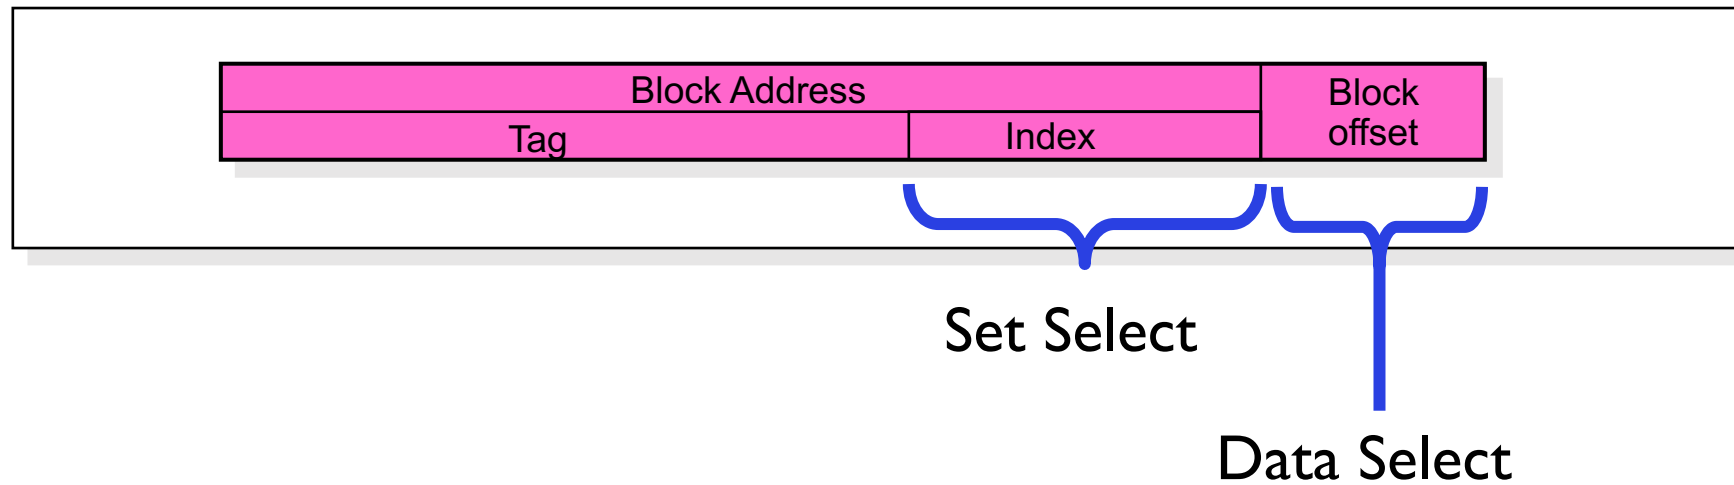 Block Address
Block
offset
Tag
Index
Set Select
Data Select